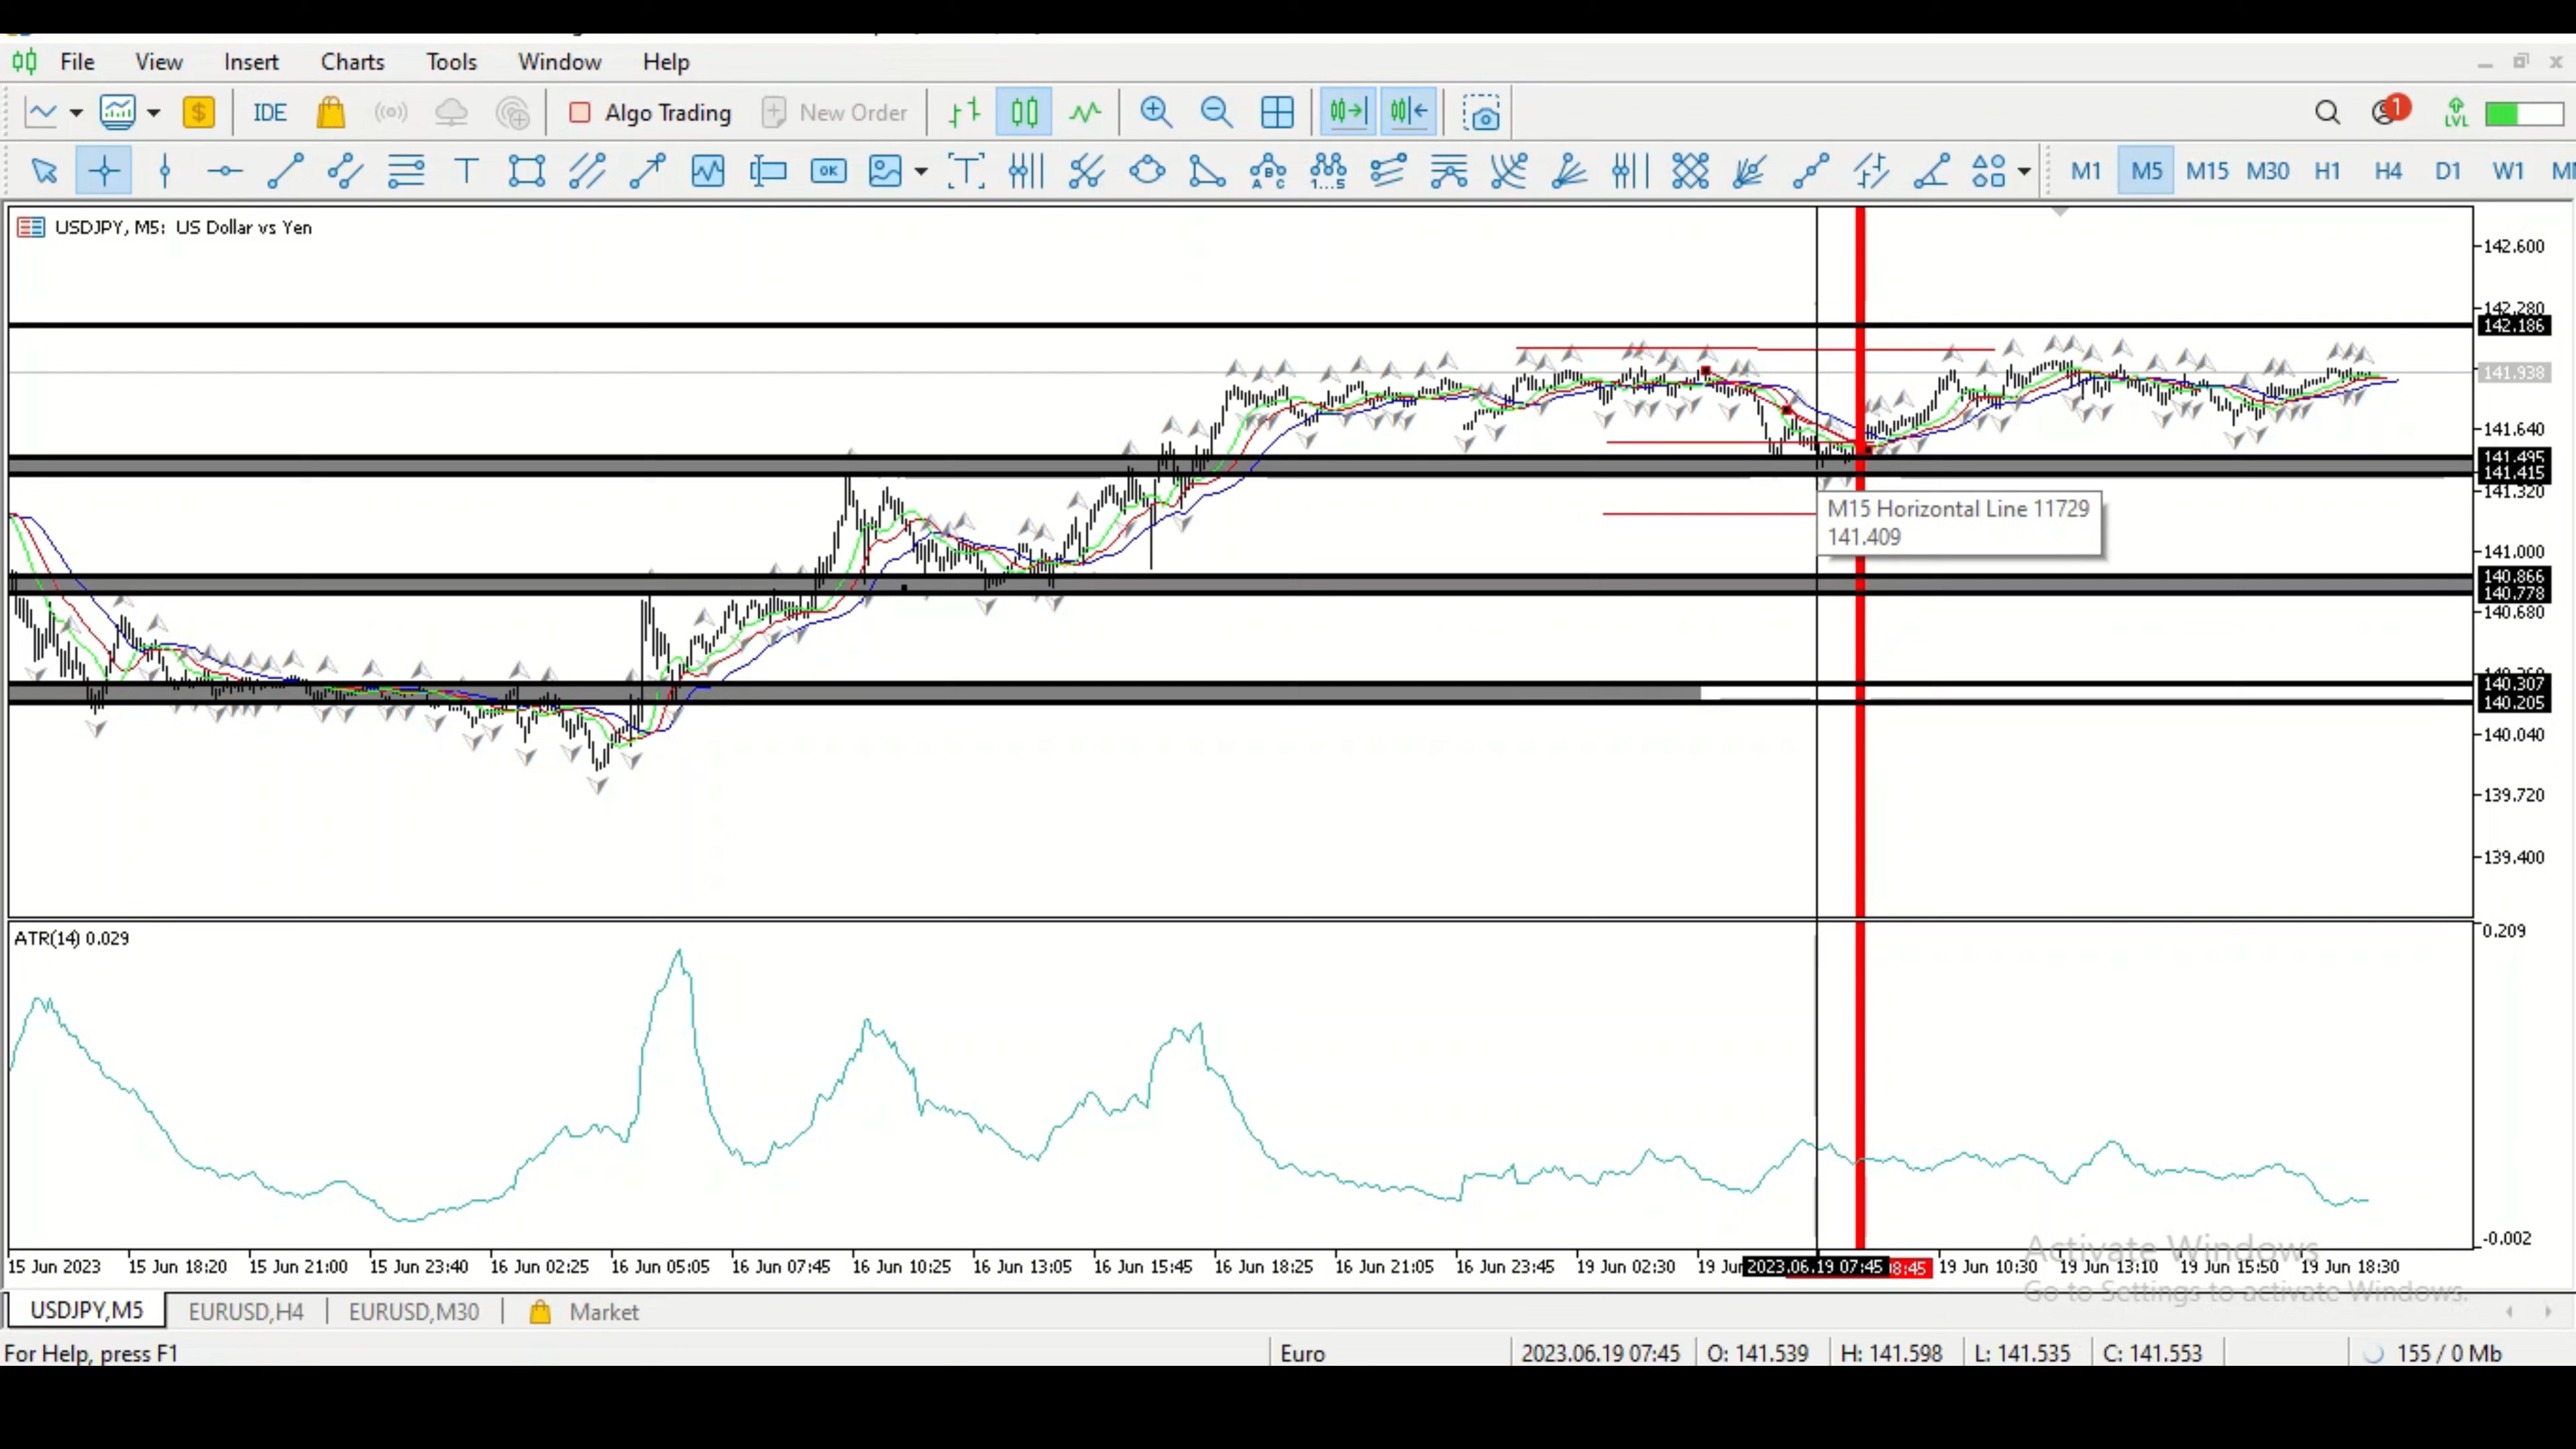 File View Insert Charts Tools Window Help
IDE Algo Trading New Order 1 LVL
T OK T A B C 1...5 M1 M5 M15 M30 H1 H4 D1 W1
USDJPY, M5: US Dollar vs Yen
142.600
142.280
142.186
141.938
141.640
141.495
141.415
141.320
M15 Horizontal Line 11729
141.409
141.000
140.866
140.778
140.680
140.307
140.205
140.040
139.720
139.400
ATR(14) 0.029
0.209
-0.002
Activate Windows
Go to Settings to activate Windows.
15 Jun 2023 15 Jun 18:20 15 Jun 21:00 15 Jun 23:40 16 Jun 02:25 16 Jun 05:05 16 Jun 07:45 16 Jun 10:25 16 Jun 13:05 16 Jun 15:45 16 Jun 18:25 16 Jun 21:05 16 Jun 23:45 19 Jun 02:30 19 2023.06.19 07:45 8:45 19 Jun 10:30 19 Jun 13:10 19 Jun 15:50 19 Jun 18:30
USDJPY,M5 EURUSD,H4 EURUSD,M30 Market
For Help, press F1 Euro 2023.06.19 07:45 O: 141.539 H: 141.598 L: 141.535 C: 141.553 155 / 0 Mb